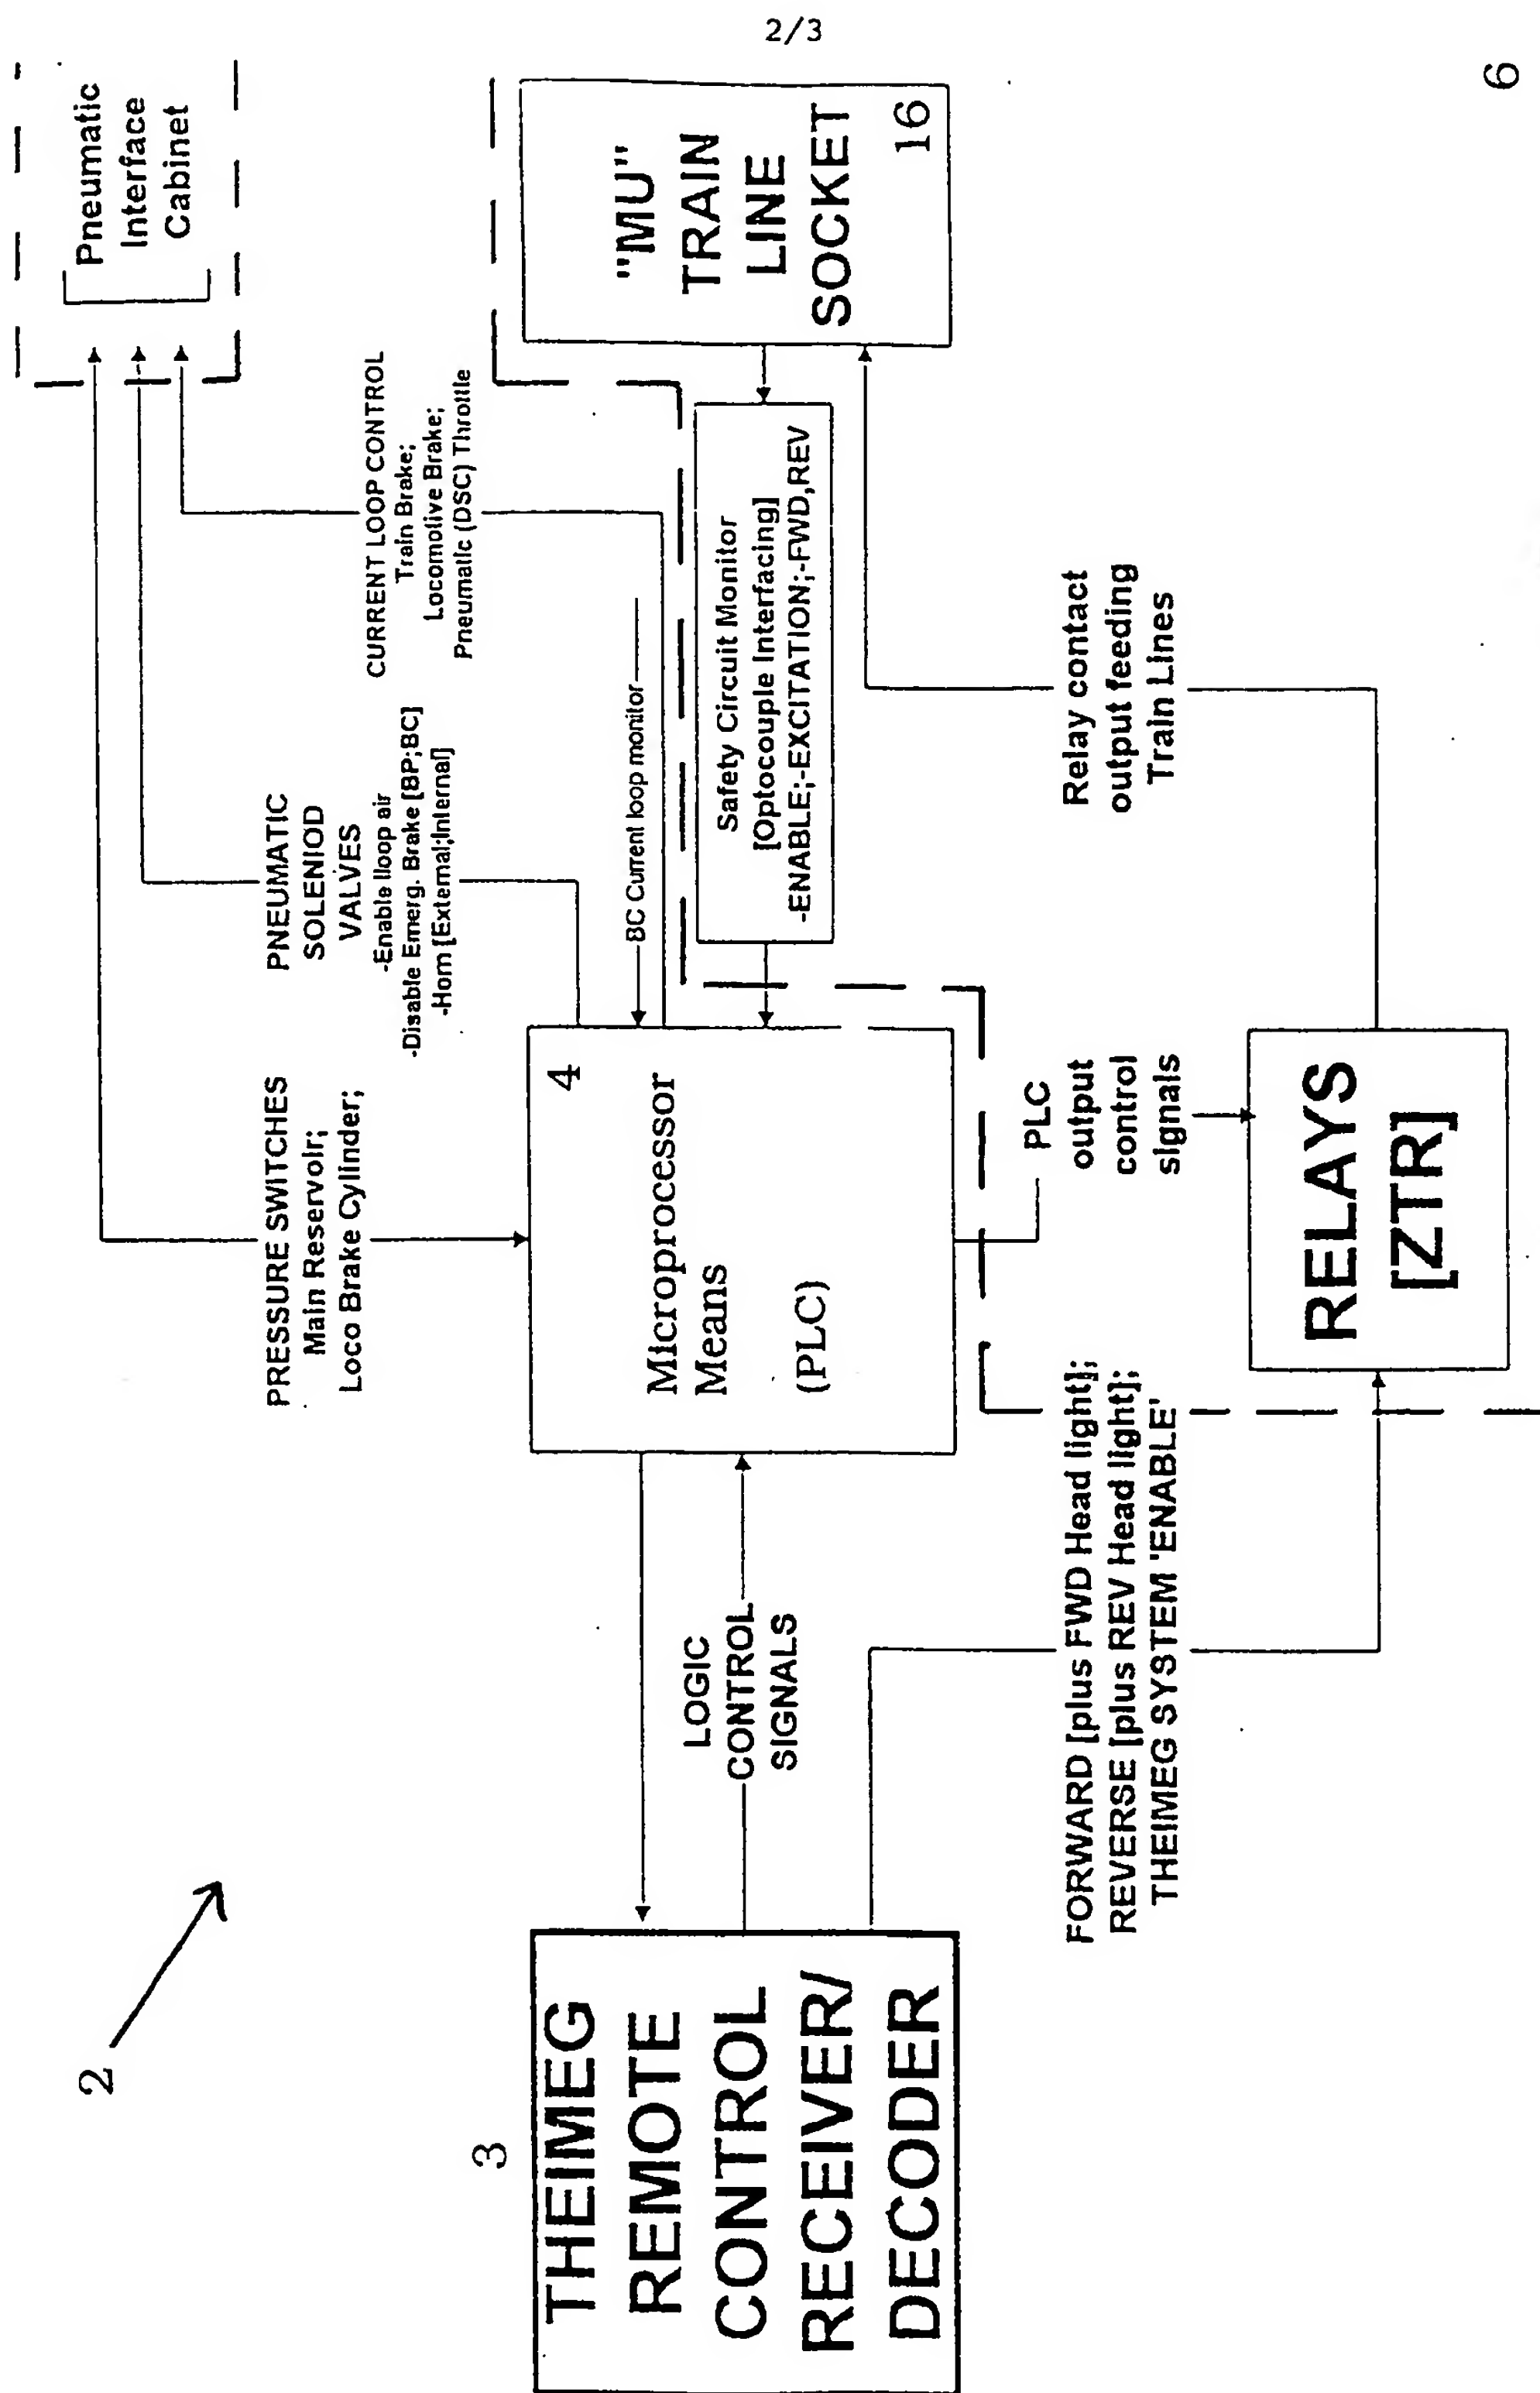 2/3
2
3
THEIMEG
REMOTE
CONTROL
RECEIVER/
DECODER
LOGIC
CONTROL
SIGNALS
FORWARD [plus FWD Head light];
REVERSE [plus REV Head light];
THEIMEG SYSTEM 'ENABLE'
PRESSURE SWITCHES
Main Reservoir;
Loco Brake Cylinder;
4
Microprocessor
Means
(PLC)
PLC
output
control
signals
RELAYS
[ZTR]
PNEUMATIC
SOLENIOD
VALVES
-Enable lloop air
-Disable Emerg. Brake [BP;BC]
-Horn [External;Internal]
BC Current loop monitor
CURRENT LOOP CONTROL
Train Brake;
Locomotive Brake;
Pneumatic (DSC) Throttle
Safety Circuit Monitor
[Optocouple Interfacing]
-ENABLE;-EXCITATION;-FWD,REV
Relay contact
output feeding
Train Lines
Pneumatic
Interface
Cabinet
"MU"
TRAIN
LINE
SOCKET
16
6